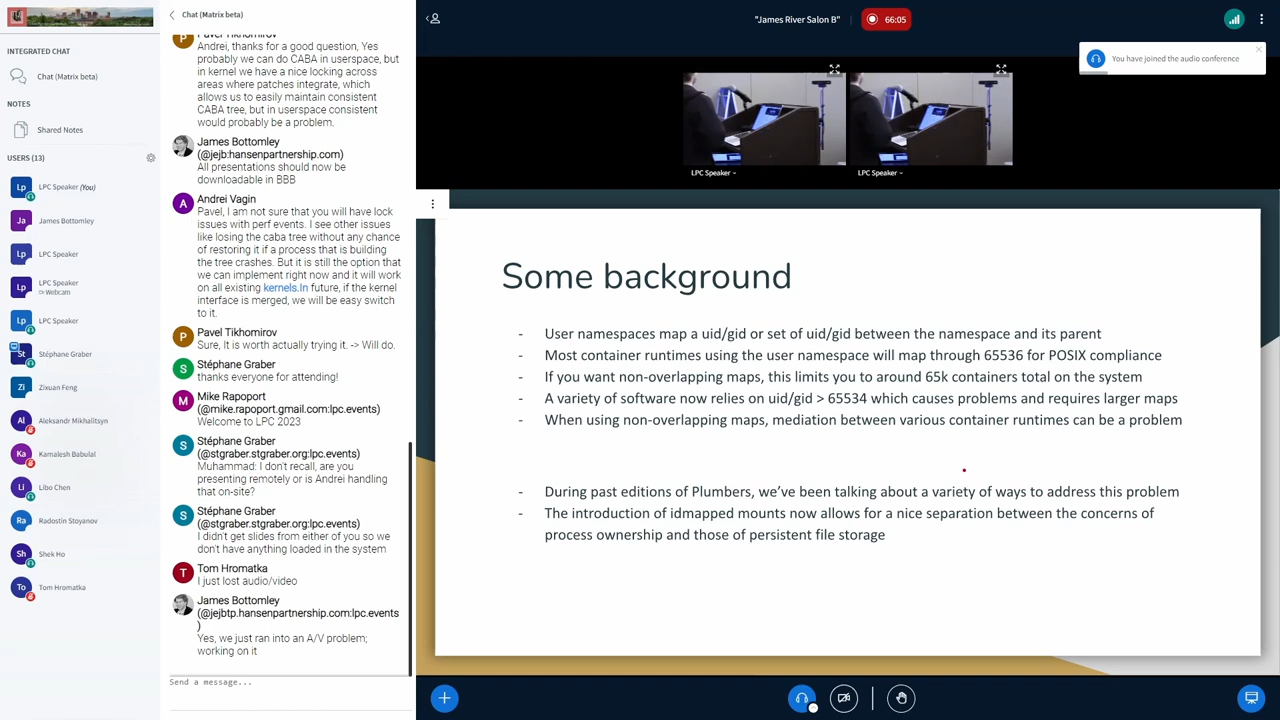 INTEGRATED CHAT
Chat (Matrix beta)
NOTES
Shared Notes
USERS (13)
Lp
LPC Speaker (You)
Ja
James Bottomley
Lp
LPC Speaker
Lp
LPC Speaker
Webcam
Lp
LPC Speaker
St
Stéphane Graber
Zi
Zixuan Feng
Al
Aleksandr Mikhalitsyn
Ka
Kamalesh Babulal
Li
Libo Chen
Ra
Radostin Stoyanov
Sh
Shek Ho
To
Tom Hromatka
Chat (Matrix beta)
P
Pavel Tikhomirov
Andrei, thanks for a good question, Yes
probably we can do CABA in userspace, but
in kernel we have a nice locking across
areas where patches integrate, which
allows us to easily maintain consistent
CABA tree, but in userspace consistent
would probably be a problem.
James Bottomley
(@jejb:hansenpartnership.com)
All presentations should now be
downloadable in BBB
A
Andrei Vagin
Pavel, I am not sure that you will have lock
issues with perf events. I see other issues
like losing the caba tree without any chance
of restoring it if a process that is building
the tree crashes. But it is still the option that
we can implement right now and it will work
on all existing kernels.In future, if the kernel
interface is merged, we will be easy switch
to it.
P
Pavel Tikhomirov
Sure, It is worth actually trying it. -> Will do.
S
Stéphane Graber
thanks everyone for attending!
M
Mike Rapoport
(@mike.rapoport.gmail.com:lpc.events)
Welcome to LPC 2023
S
Stéphane Graber
(@stgraber.stgraber.org:lpc.events)
Muhammad: I don't recall, are you
presenting remotely or is Andrei handling
that on-site?
S
Stéphane Graber
(@stgraber.stgraber.org:lpc.events)
I didn't get slides from either of you so we
don't have anything loaded in the system
T
Tom Hromatka
I just lost audio/video
James Bottomley
(@jejbtp.hansenpartnership.com:lpc.events
)
Yes, we just ran into an A/V problem;
working on it
Send a message...
"James River Salon B"
66:05
You have joined the audio conference
LPC Speaker
LPC Speaker
Some background
- User namespaces map a uid/gid or set of uid/gid between the namespace and its parent
- Most container runtimes using the user namespace will map through 65536 for POSIX compliance
- If you want non-overlapping maps, this limits you to around 65k containers total on the system
- A variety of software now relies on uid/gid > 65534 which causes problems and requires larger maps
- When using non-overlapping maps, mediation between various container runtimes can be a problem
- During past editions of Plumbers, we've been talking about a variety of ways to address this problem
- The introduction of idmapped mounts now allows for a nice separation between the concerns of
process ownership and those of persistent file storage